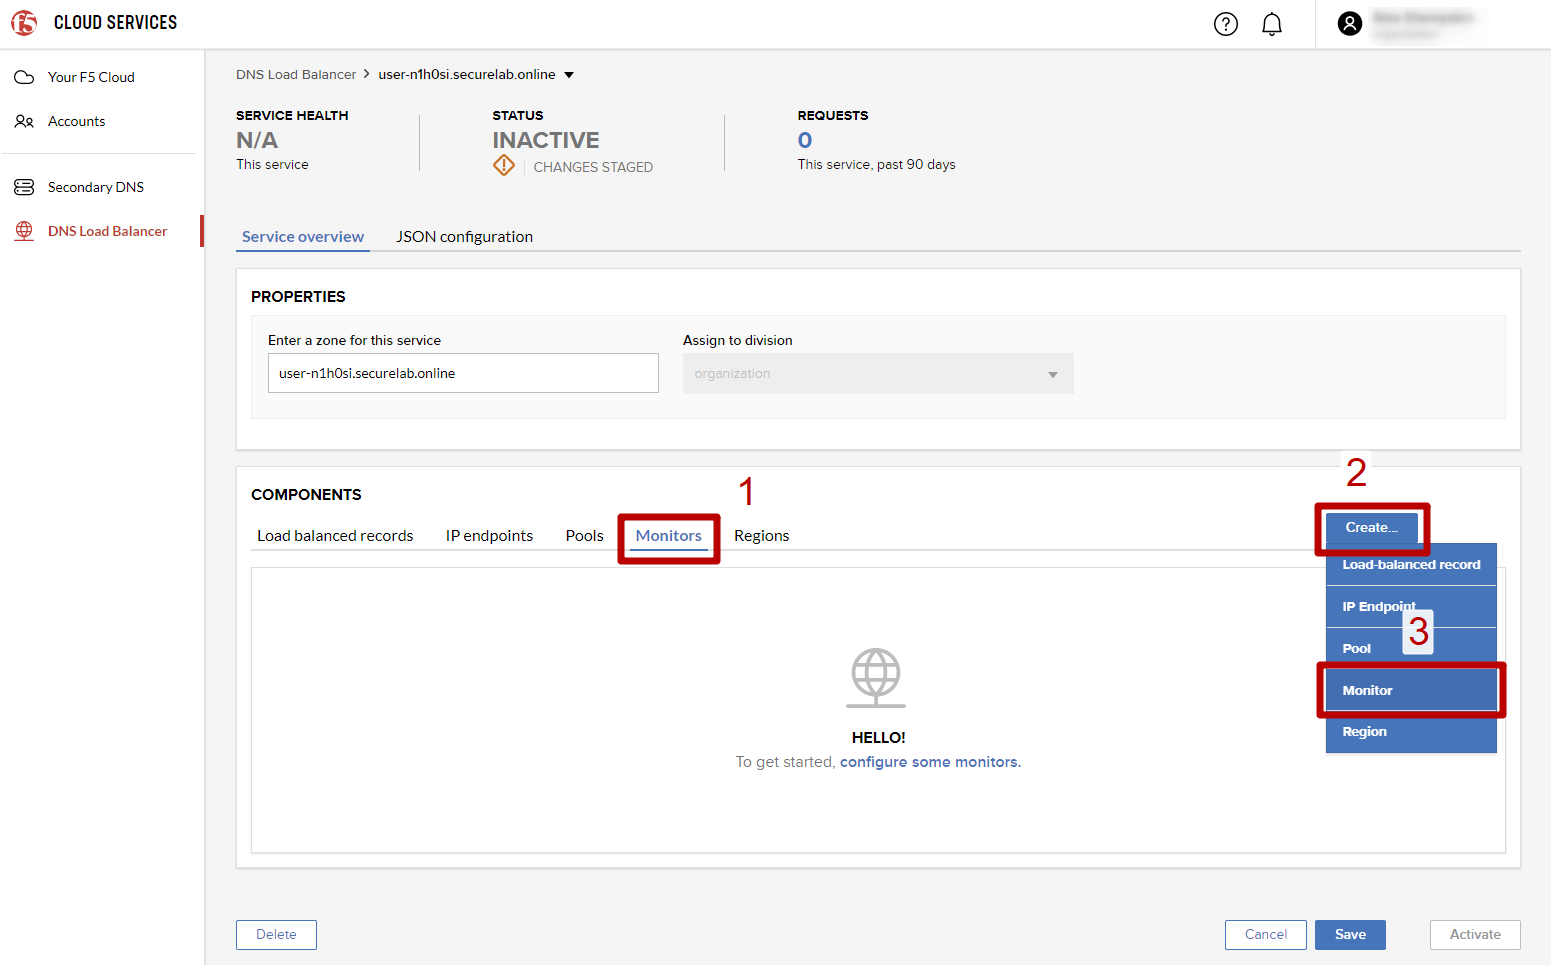 f5 CLOUD SERVICES
Your F5 Cloud
Accounts
Secondary DNS
DNS Load Balancer
DNS Load Balancer > user-n1h0si.securelab.online
SERVICE HEALTH
N/A
This service
STATUS
INACTIVE
CHANGES STAGED
REQUESTS
0
This service, past 90 days
Service overview JSON configuration
PROPERTIES
Enter a zone for this service
user-n1h0si.securelab.online
Assign to division
organization
COMPONENTS
1
2
Load balanced records IP endpoints Pools Monitors Regions
Create...
Load-balanced record
IP Endpoint
3
Pool
Monitor
Region
HELLO!
To get started, configure some monitors.
Delete Cancel Save Activate